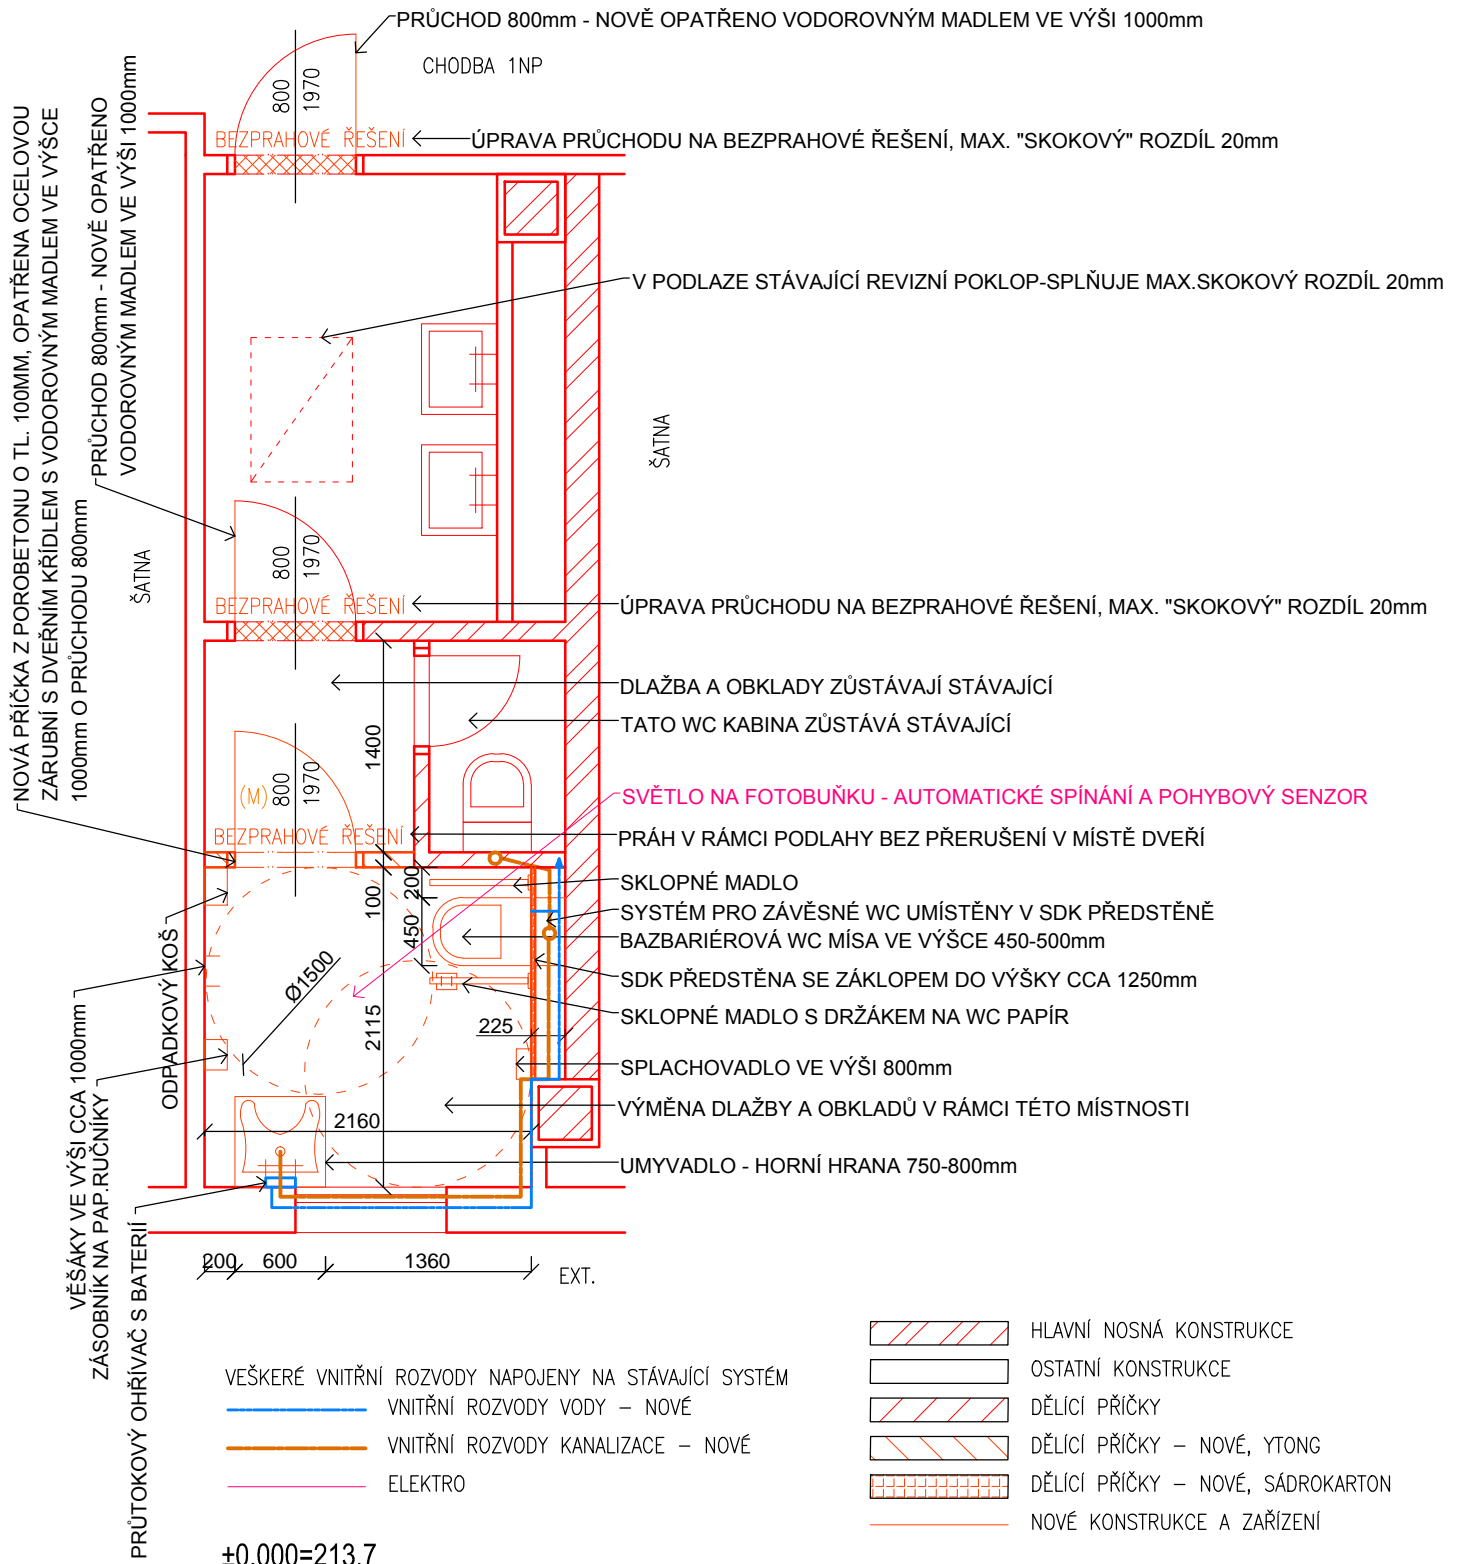 PRŮCHOD 800mm - NOVĚ OPATŘENO VODOROVNÝM MADLEM VE VÝŠI 1000mm
CHODBA 1NP
800
1970
BEZPRAHOVÉ ŘEŠENÍ
ÚPRAVA PRŮCHODU NA BEZPRAHOVÉ ŘEŠENÍ, MAX. "SKOKOVÝ" ROZDÍL 20mm
NOVÁ PŘÍČKA Z POROBETONU O TL. 100MM, OPATŘENA OCELOVOU
ZÁRUBNÍ S DVEŘNÍM KŘÍDLEM S VODOROVNÝM MADLEM VE VÝŠCE
1000mm O PRŮCHODU 800mm
PRŮCHOD 800mm - NOVĚ OPATŘENO
VODOROVNÝM MADLEM VE VÝŠI 1000mm
V PODLAZE STÁVAJÍCÍ REVIZNÍ POKLOP-SPLŇUJE MAX.SKOKOVÝ ROZDÍL 20mm
ŠATNA
ŠATNA
800
1970
BEZPRAHOVÉ ŘEŠENÍ
ÚPRAVA PRŮCHODU NA BEZPRAHOVÉ ŘEŠENÍ, MAX. "SKOKOVÝ" ROZDÍL 20mm
DLAŽBA A OBKLADY ZŮSTÁVAJÍ STÁVAJÍCÍ
TATO WC KABINA ZŮSTÁVÁ STÁVAJÍCÍ
1400
(M)
800
1970
SVĚTLO NA FOTOBUŇKU - AUTOMATICKÉ SPÍNÁNÍ A POHYBOVÝ SENZOR
BEZPRAHOVÉ ŘEŠENÍ
PRÁH V RÁMCI PODLAHY BEZ PŘERUŠENÍ V MÍSTĚ DVEŘÍ
100
200
SKLOPNÉ MADLO
SYSTÉM PRO ZÁVĚSNÉ WC UMÍSTĚNY V SDK PŘEDSTĚNĚ
450
BAZBARIÉROVÁ WC MÍSA VE VÝŠCE 450-500mm
SDK PŘEDSTĚNA SE ZÁKLOPEM DO VÝŠKY CCA 1250mm
Ø1500
2115
225
SKLOPNÉ MADLO S DRŽÁKEM NA WC PAPÍR
SPLACHOVADLO VE VÝŠI 800mm
VÝMĚNA DLAŽBY A OBKLADŮ V RÁMCI TÉTO MÍSTNOSTI
2160
UMYVADLO - HORNÍ HRANA 750-800mm
ODPADKOVÝ KOŠ
VĚŠÁKY VE VÝŠI CCA 1000mm
ZÁSOBNÍK NA PAP.RUČNÍKY
PRŮTOKOVÝ OHŘÍVAČ S BATERIÍ
200
600
1360
EXT.
VEŠKERÉ VNITŘNÍ ROZVODY NAPOJENY NA STÁVAJÍCÍ SYSTÉM
VNITŘNÍ ROZVODY VODY – NOVÉ
VNITŘNÍ ROZVODY KANALIZACE – NOVÉ
ELEKTRO
HLAVNÍ NOSNÁ KONSTRUKCE
OSTATNÍ KONSTRUKCE
DĚLÍCÍ PŘÍČKY
DĚLÍCÍ PŘÍČKY – NOVÉ, YTONG
DĚLÍCÍ PŘÍČKY – NOVÉ, SÁDROKARTON
NOVÉ KONSTRUKCE A ZAŘÍZENÍ
±0,000=213,7